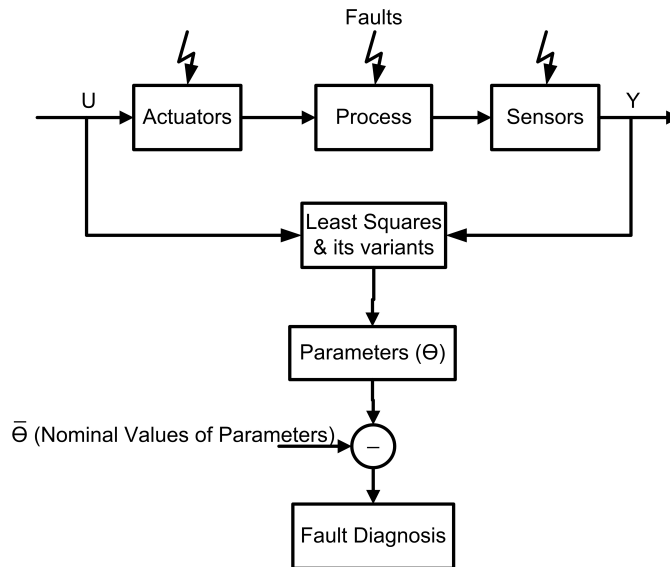 Faults
U
Actuators
Process
Sensors
Y
Least Squares
& its variants
Parameters (Ɵ)
Ɵ̅ (Nominal Values of Parameters)
−
Fault Diagnosis